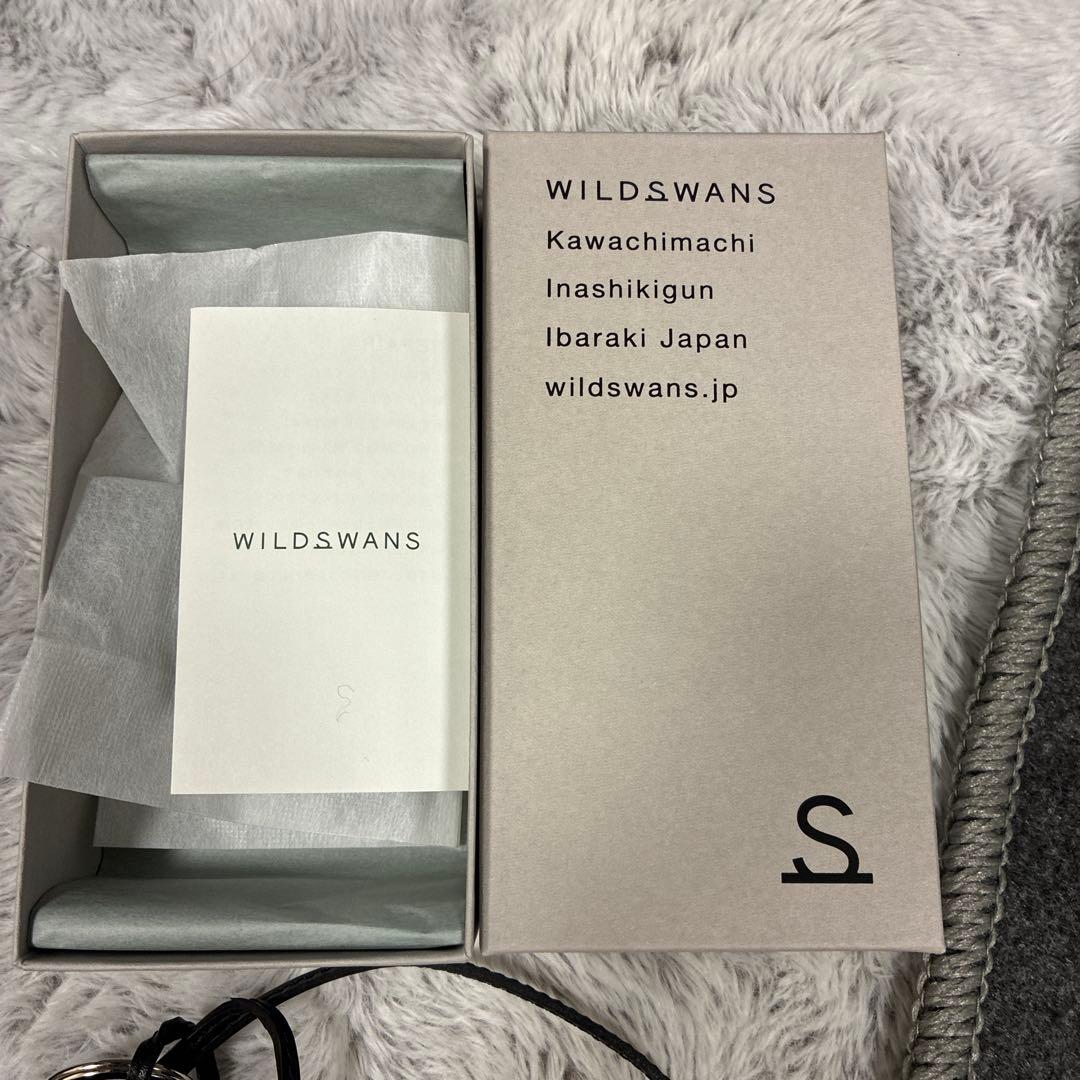 WILDSWANS
WILDSWANS
Kawachimachi
Inashikigun
Ibaraki Japan
wildswans.jp
S